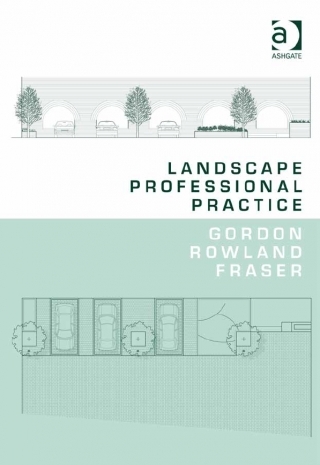 a
ASHGATE
LANDSCAPE
PROFESSIONAL
PRACTICE
GORDON
ROWLAND
FRASER